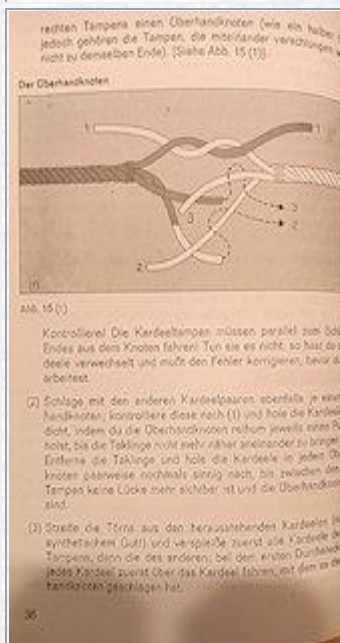 rechten Tampens einen Überhandknoten (wie ein halber
jedoch gehören die Tampen, die miteinander verschlungen
nicht zu demselben Ende). [Siehe Abb. 15 (1)].
Der Überhandknoten
1
1
3
3
2
2
(1)
Abb. 15 (1)
Kontrolliere! Die Kardeeltampen müssen parallel zum
Endes aus dem Knoten fahren! Tun sie es nicht, so hast du
deele verwechselt und mußt den Fehler korrigieren, bevor du
arbeitest.
(2) Schlage mit den anderen Kardeelpaaren ebenfalls je
handknoten; kontrolliere diese nach (1) und hole die
dicht, indem du die Überhandknoten reihum jeweils einen
holst, bis die Taklinge nicht mehr näher aneinander zu bringen
Entferne die Taklinge und hole die Kardeele in jedem
knoten paarweise nochmals sinnig nach, bis zwischen den
Tampen keine Lücke mehr sichtbar ist und die
sind.
(3) Streife die Törns aus den herausstehenden Kardeelen
synthetischem Gut!) und verspleiße zuerst alle Kardeele
Tampens, dann die des anderen; bei dem ersten
jedes Kardeel zuerst über das Kardeel fahren, mit dem
handknoten geschlagen hat.
36